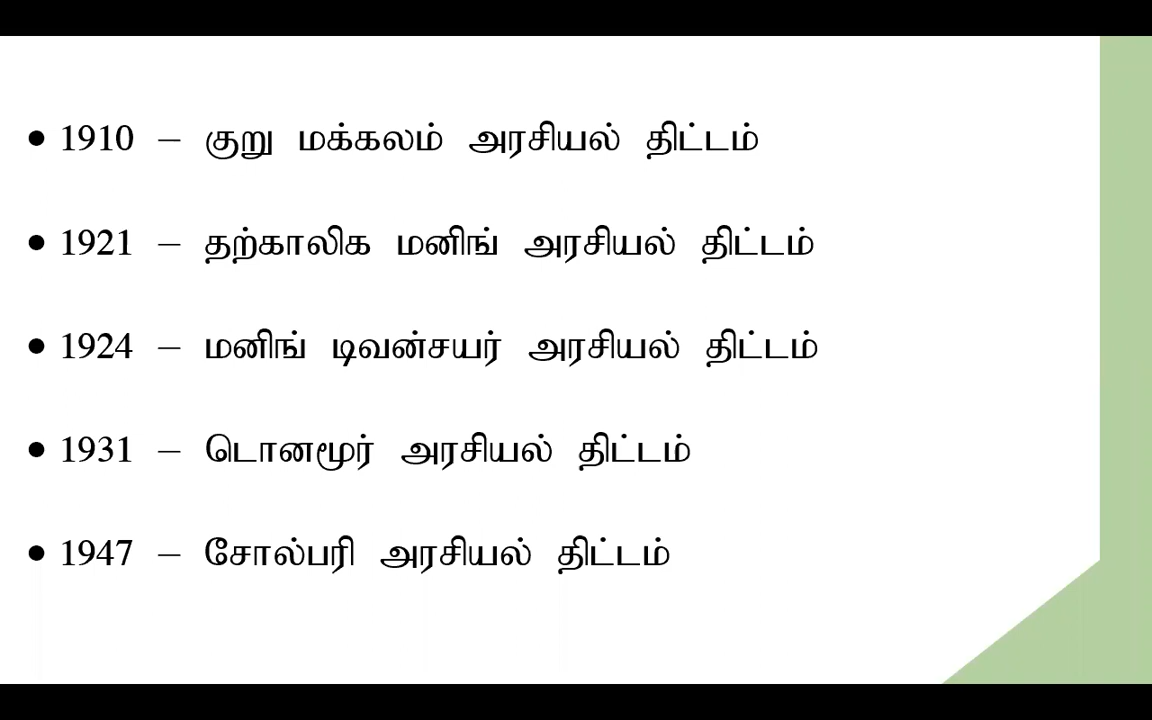 • 1910 – குறு மக்கலம் அரசியல் திட்டம்
• 1921 – தற்காலிக மனிங் அரசியல் திட்டம்
• 1924 – மனிங் டிவன்சயர் அரசியல் திட்டம்
• 1931 – டொனமூர் அரசியல் திட்டம்
• 1947 – சோல்பரி அரசியல் திட்டம்